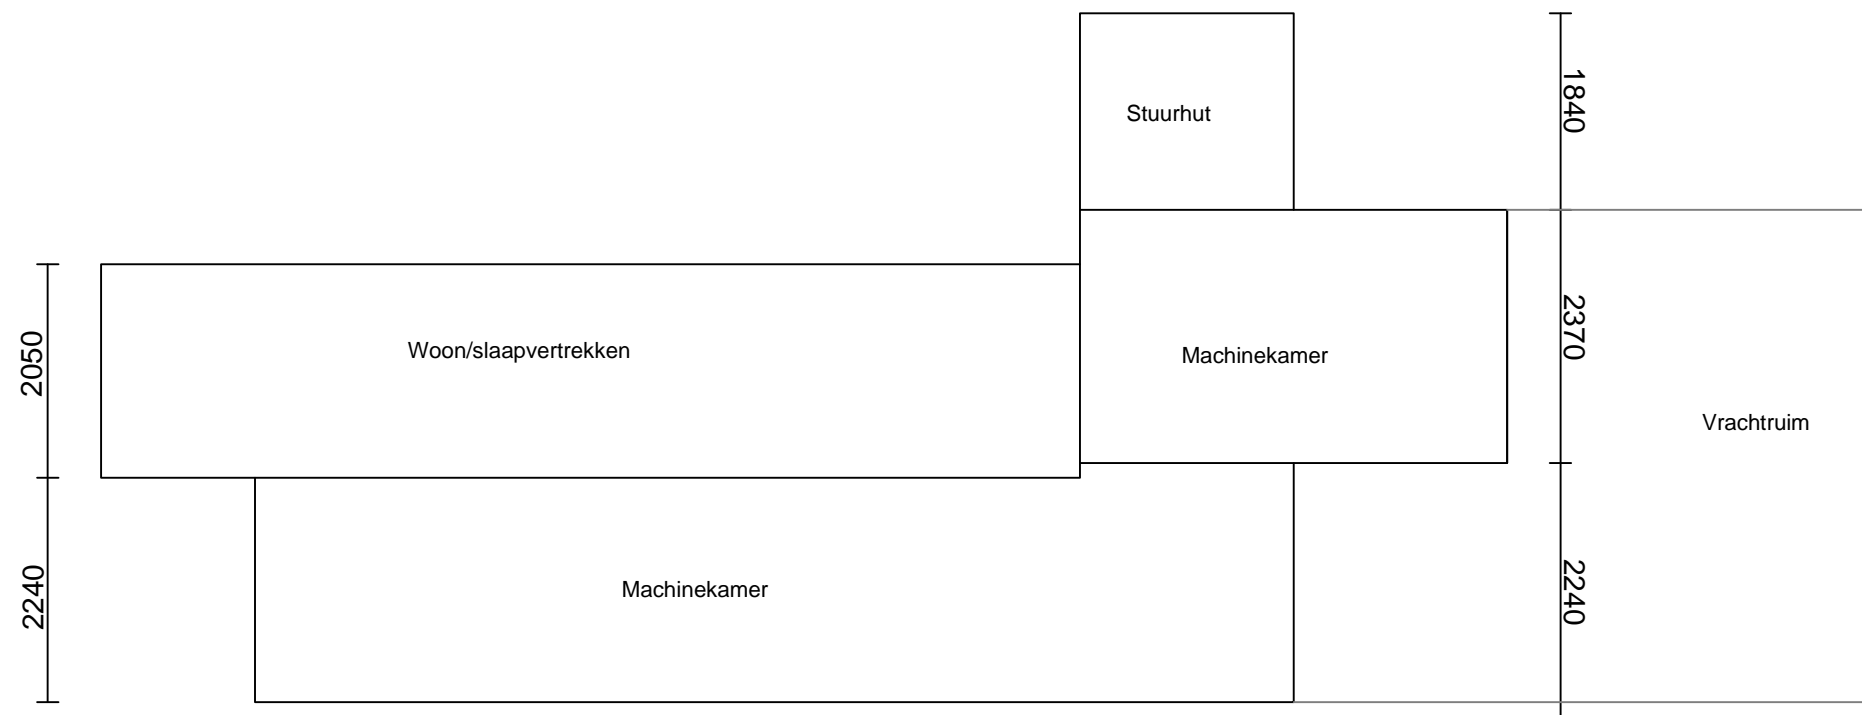 Stuurhut
1840
Woon/slaapvertrekken
2050
Machinekamer
2370
Vrachtruim
Machinekamer
2240
2240